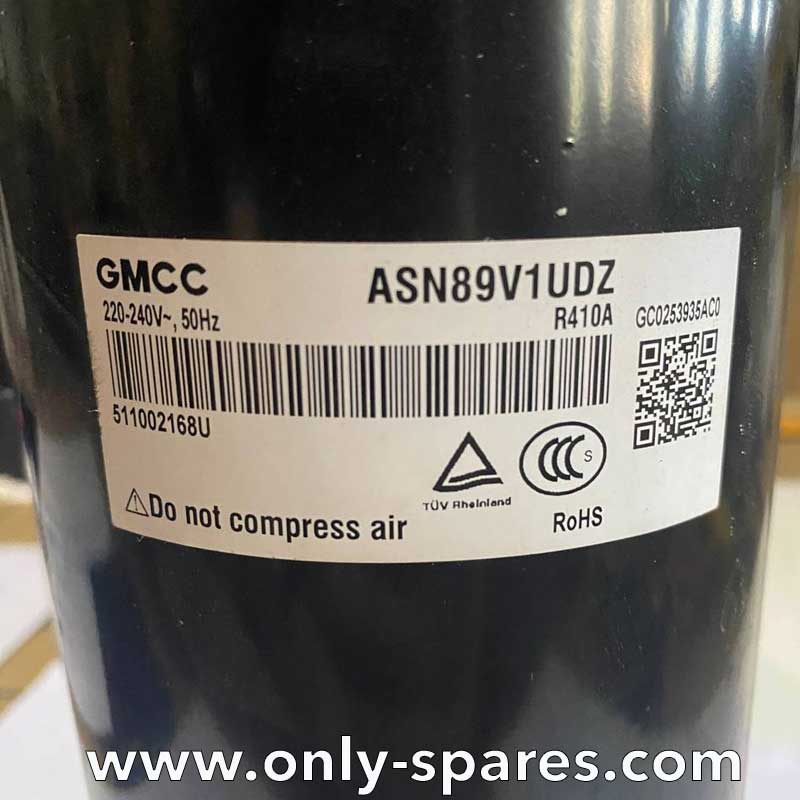 GMCC
ASN89V1UDZ
220-240V~, 50Hz
R410A
GC0253935AC0
511002168U
⚠Do not compress air
TÜV Rheinland
CCC S
RoHS
www.only-spares.com